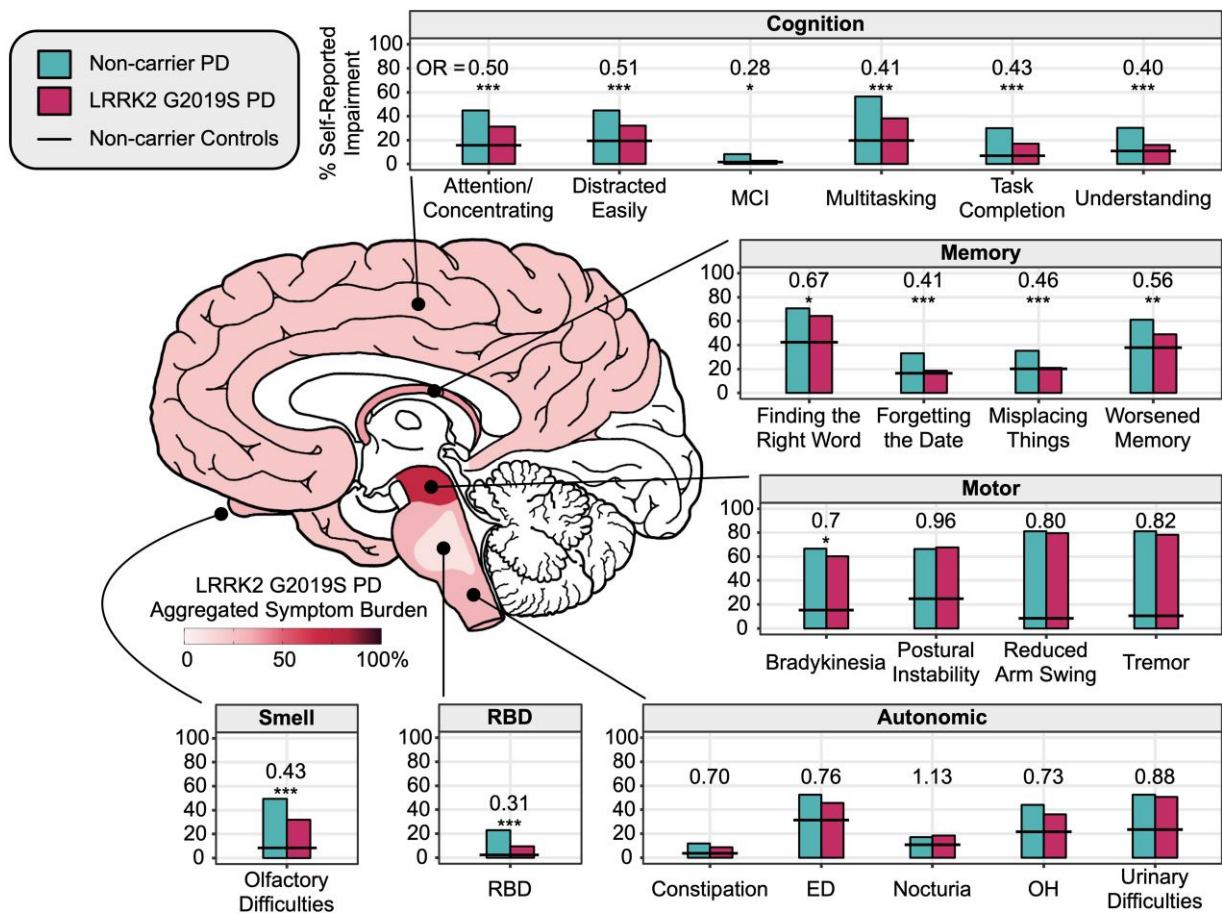 Non-carrier PD
LRRK2 G2019S PD
Non-carrier Controls
Cognition
% Self-Reported
Impairment
100
80
60
40
20
0
OR = 0.50 0.51 0.28 0.41 0.43 0.40
*** *** * *** *** ***
Attention/
Concentrating
Distracted
Easily
MCI
Multitasking
Task
Completion
Understanding
Memory
100
80
60
40
20
0
0.67 0.41 0.46 0.56
* *** *** **
Finding the
Right Word
Forgetting
the Date
Misplacing
Things
Worsened
Memory
Motor
100
80
60
40
20
0
0.7 0.96 0.80 0.82
*
Bradykinesia
Postural
Instability
Reduced
Arm Swing
Tremor
LRRK2 G2019S PD
Aggregated Symptom Burden
0 50 100%
Smell
100
80
60
40
20
0
0.43
***
Olfactory
Difficulties
RBD
100
80
60
40
20
0
0.31
***
RBD
Autonomic
100
80
60
40
20
0
0.70 0.76 1.13 0.73 0.88
Constipation
ED
Nocturia
OH
Urinary
Difficulties